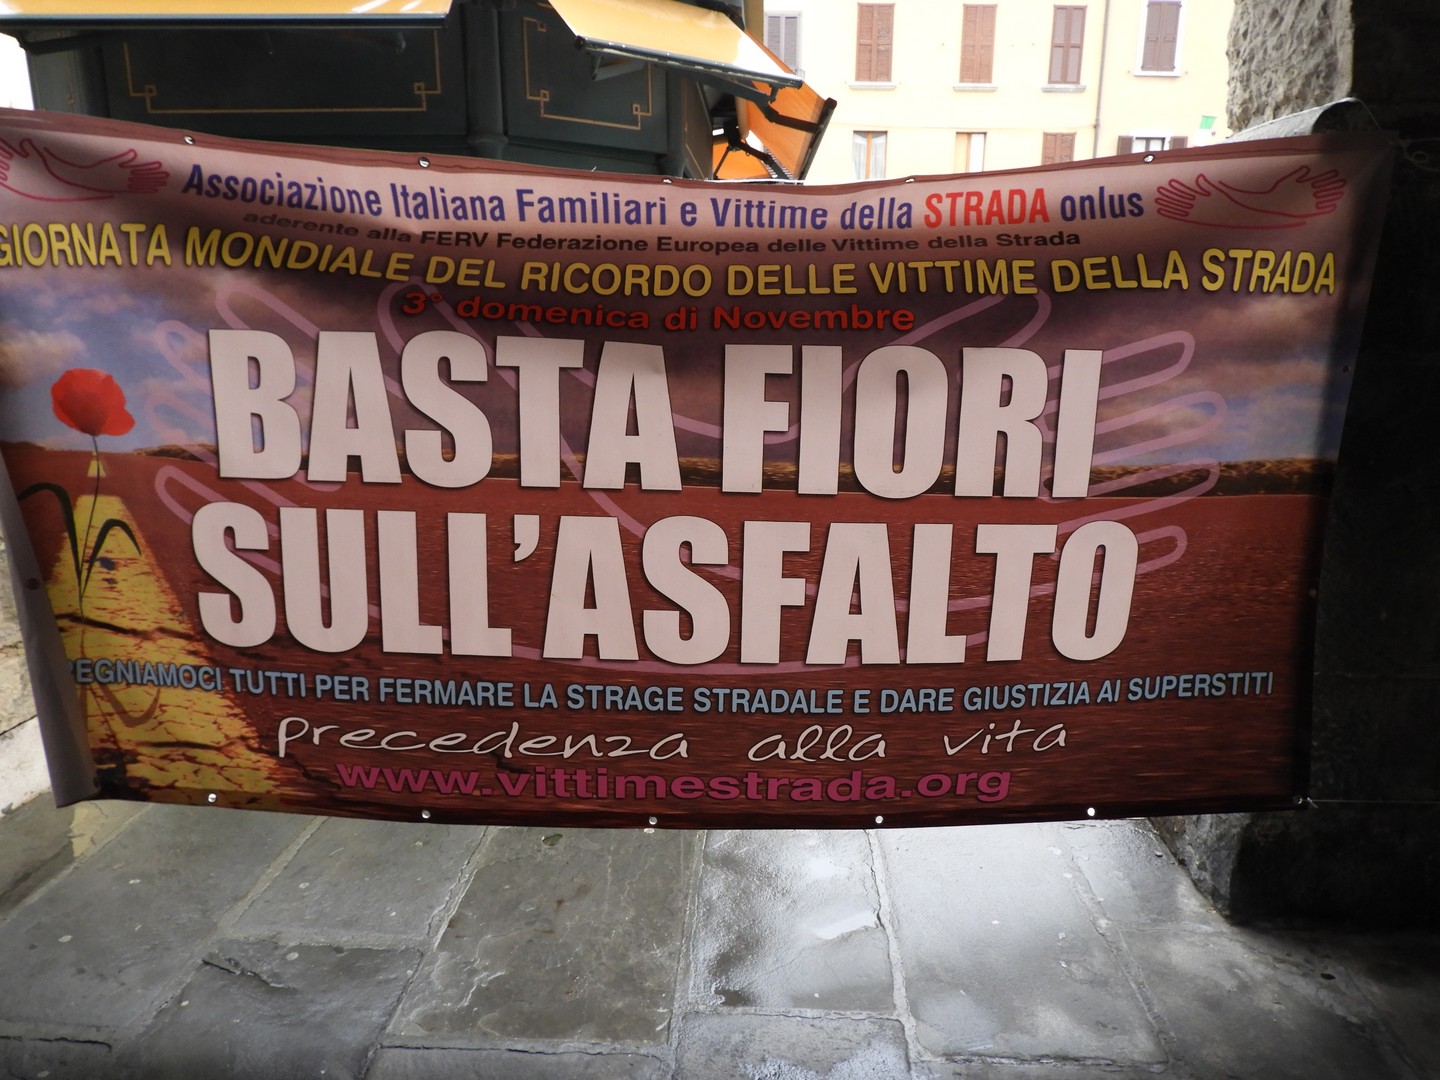 Associazione Italiana Familiari e Vittime della STRADA onlus
aderente alla FERV Federazione Europea delle Vittime della Strada
GIORNATA MONDIALE DEL RICORDO DELLE VITTIME DELLA STRADA
3° domenica di Novembre
BASTA FIORI
SULL'ASFALTO
TUTTI PER FERMARE LA STRAGE STRADALE E DARE GIUSTIZIA AI SUPERSTITI
Precedenza alla vita
www.vittimestrada.org